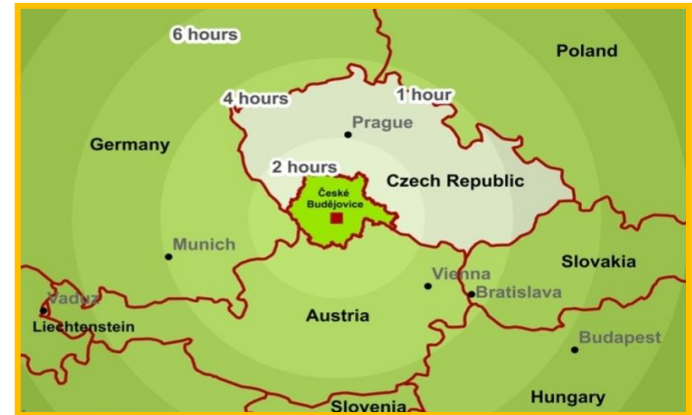 6 hours
Poland
4 hours
1 hour
Prague
Germany
2 hours
Czech Republic
České
Budějovice
Munich
Slovakia
Vienna
Bratislava
Vaduz
Austria
Liechtenstein
Budapest
Hungary
Slovenia